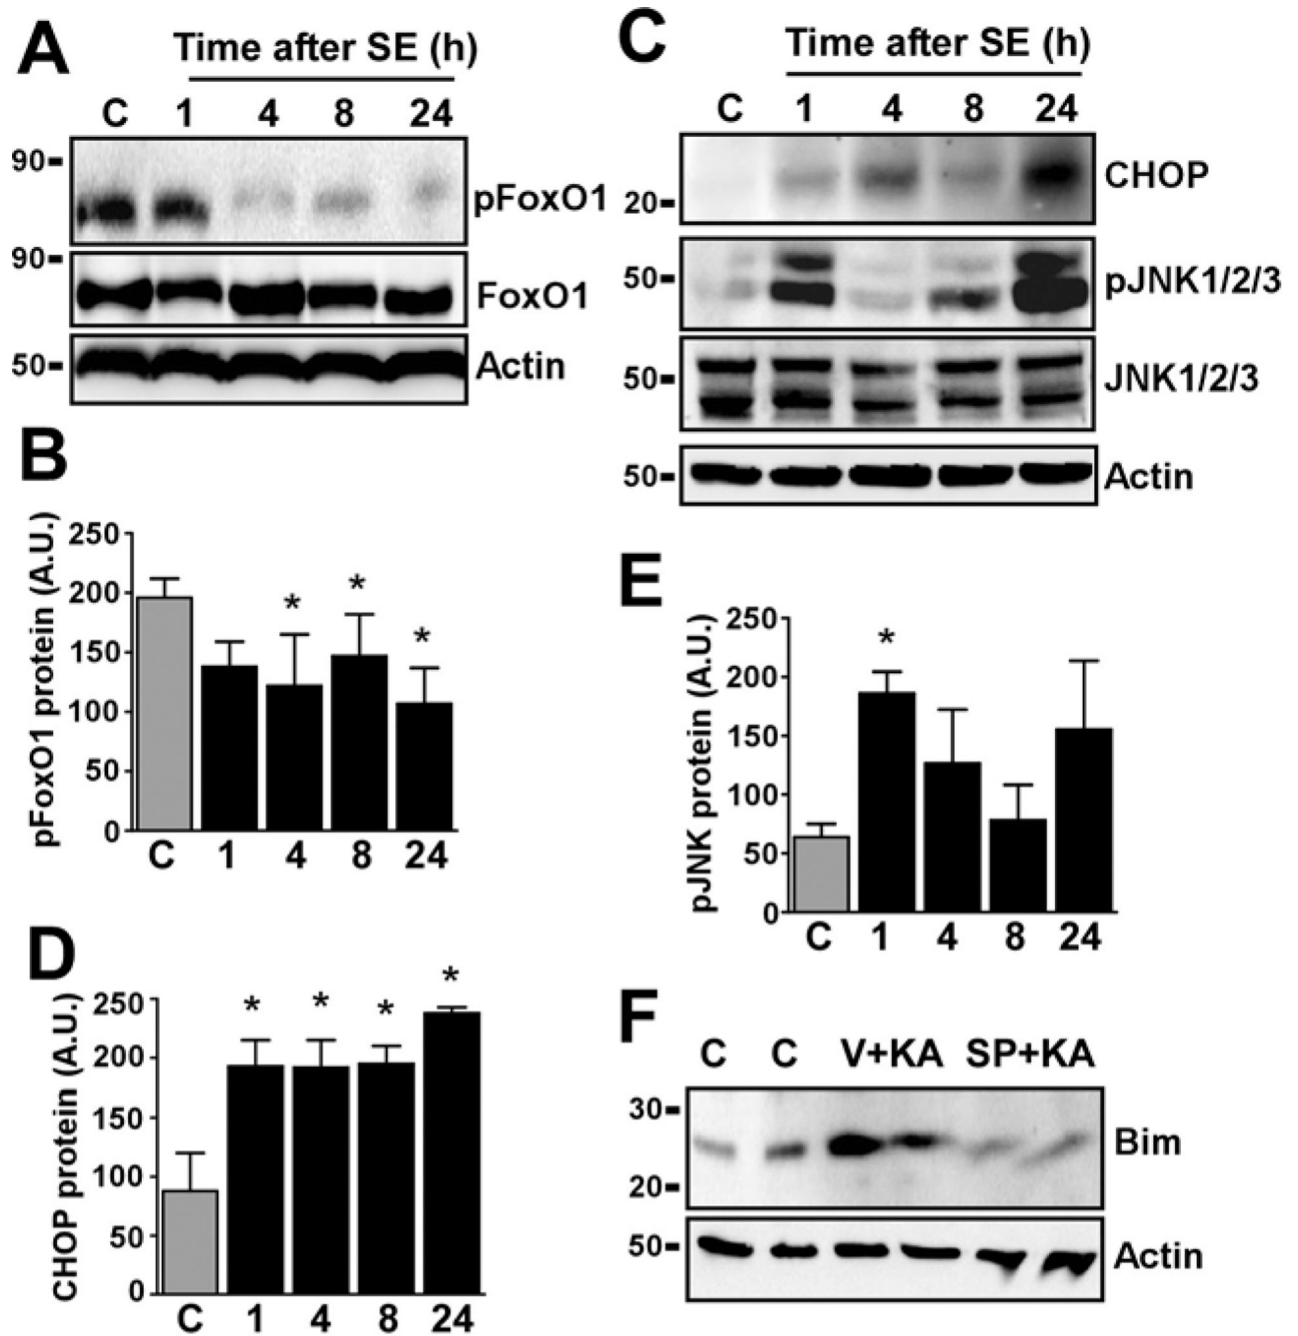 A
Time after SE (h)
C 1 4 8 24
90
pFoxO1
90
FoxO1
50
Actin
B
pFoxO1 protein (A.U.)
250
200
150
100
50
0
* * *
C 1 4 8 24
D
CHOP protein (A.U.)
250
200
150
100
50
0
* * * *
C 1 4 8 24
C
Time after SE (h)
C 1 4 8 24
20
CHOP
50
pJNK1/2/3
50
JNK1/2/3
50
Actin
E
pJNK protein (A.U.)
250
200
150
100
50
0
*
C 1 4 8 24
F
C C V+KA SP+KA
30
Bim
20
50
Actin